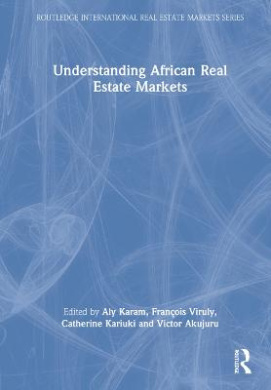 ROUTLEDGE INTERNATIONAL REAL ESTATE MARKETS SERIES
Understanding African Real
Estate Markets
Edited by Aly Karam, François Viruly,
Catherine Kariuki and Victor Akujuru
R
Routledge